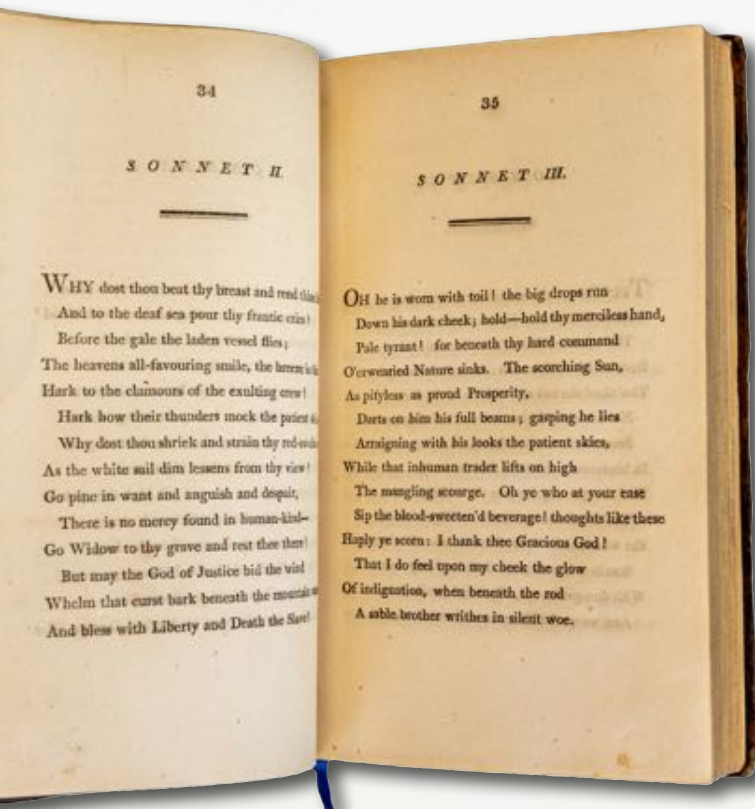 34
SONNET II.
WHY dost thou beat thy breast and rend
And to the deaf sea pour thy frantic cries!
Before the gale the laden vessel flies;
The heavens all-favouring smile, the breeze is
Hark to the clamours of the exulting crew!
Hark how their thunders mock the patient
Why dost thou shriek and strain thy
As the white sail dim lessens from thy view!
Go pine in want and anguish and despair,
There is no mercy found in human-kind—
Go Widow to thy grave and rest thee there!
But may the God of Justice bid the wind
Whelm that curst bark beneath the mountain
And bless with Liberty and Death the Slave!
35
SONNET III.
OH he is worn with toil! the big drops run
Down his dark cheek; hold—hold thy merciless hand,
Pale tyrant! for beneath thy hard command
O'erwearied Nature sinks. The scorching Sun,
As pityless as proud Prosperity,
Darts on him his full beams; gasping he lies
Arraigning with his looks the patient skies,
While that inhuman trader lifts on high
The mangling scourge. Oh ye who at your ease
Sip the blood-sweeten'd beverage! thoughts like these
Haply ye scorn: I thank thee Gracious God!
That I do feel upon my cheek the glow
Of indignation, when beneath the rod
A sable brother writhes in silent woe.